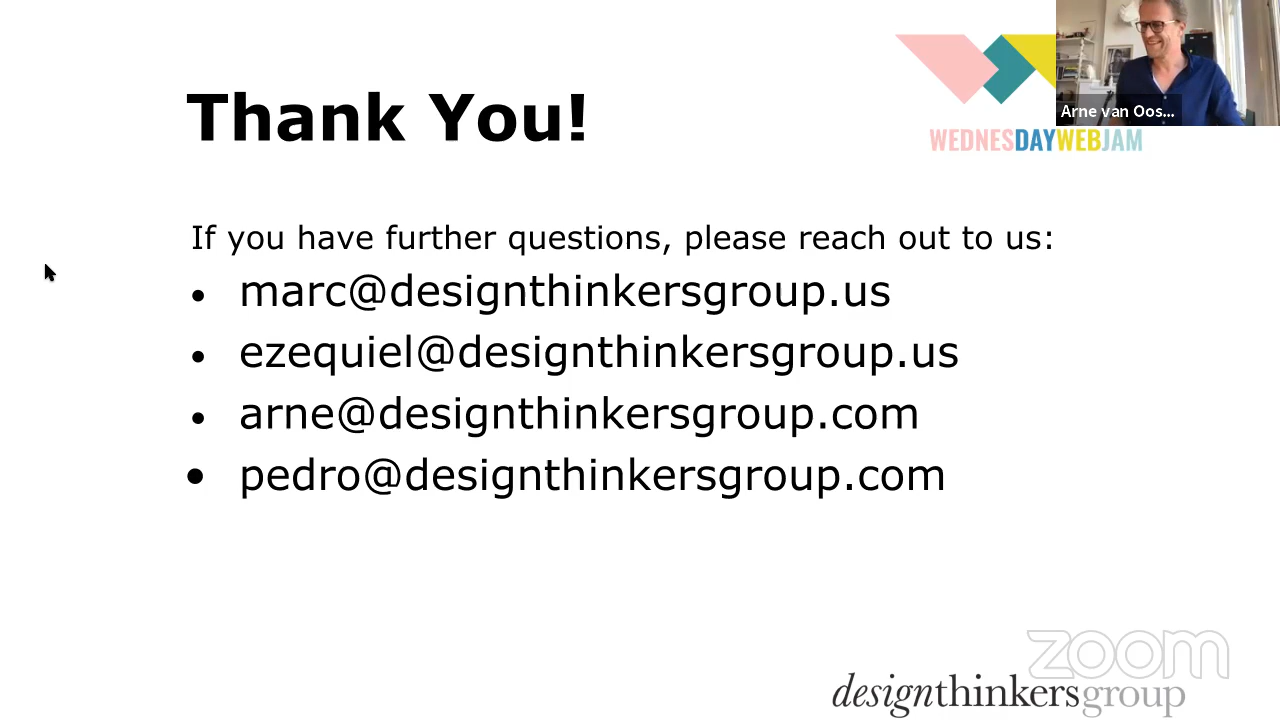 Thank You!
Arne van Oos...
WEDNESDAYWEBJAM
If you have further questions, please reach out to us:
• marc@designthinkersgroup.us
• ezequiel@designthinkersgroup.us
• arne@designthinkersgroup.com
• pedro@designthinkersgroup.com
zoom
designthinkersgroup